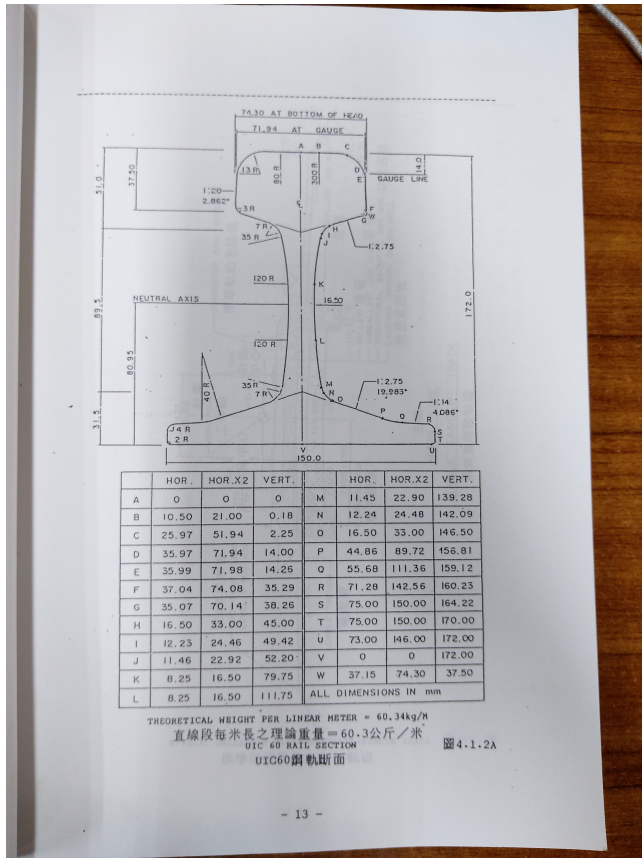 74.30 AT BOTTOM OF HEAD
71.94 AT GAUGE
A B C
D
E
13 R
80 R
300 R
14.0
GAUGE LINE
37.50
51.0
1:20
2.862°
3 R
F
W
G
7 R
H
I
35 R
J
1:2.75
120 R
K
NEUTRAL AXIS
16.50
172.0
89.5
80.95
120 R
L
35 R
7 R
M
N
O
40 R
1:2.75
19.983°
1:14
4.086°
P
Q
R
31.5
4 R
2 R
S
T
V
U
150.0
HOR. HOR.X2 VERT. HOR. HOR.X2 VERT.
A 0 0 0 M 11.45 22.90 139.28
B 10.50 21.00 0.18 N 12.24 24.48 142.09
C 25.97 51.94 2.25 O 16.50 33.00 146.50
D 35.97 71.94 14.00 P 44.86 89.72 156.81
E 35.99 71.98 14.26 Q 55.68 111.36 159.12
F 37.04 74.08 35.29 R 71.28 142.56 160.23
G 35.07 70.14 38.26 S 75.00 150.00 164.22
H 16.50 33.00 45.00 T 75.00 150.00 170.00
I 12.23 24.46 49.42 U 73.00 146.00 172.00
J 11.46 22.92 52.20 V 0 0 172.00
K 8.25 16.50 79.75 W 37.15 74.30 37.50
L 8.25 16.50 111.75 ALL DIMENSIONS IN mm
THEORETICAL WEIGHT PER LINEAR METER = 60.34kg/M
直線段每米長之理論重量=60.3公斤/米
UIC 60 RAIL SECTION
圖4.1.2A
UIC60鋼軌斷面
- 13 -